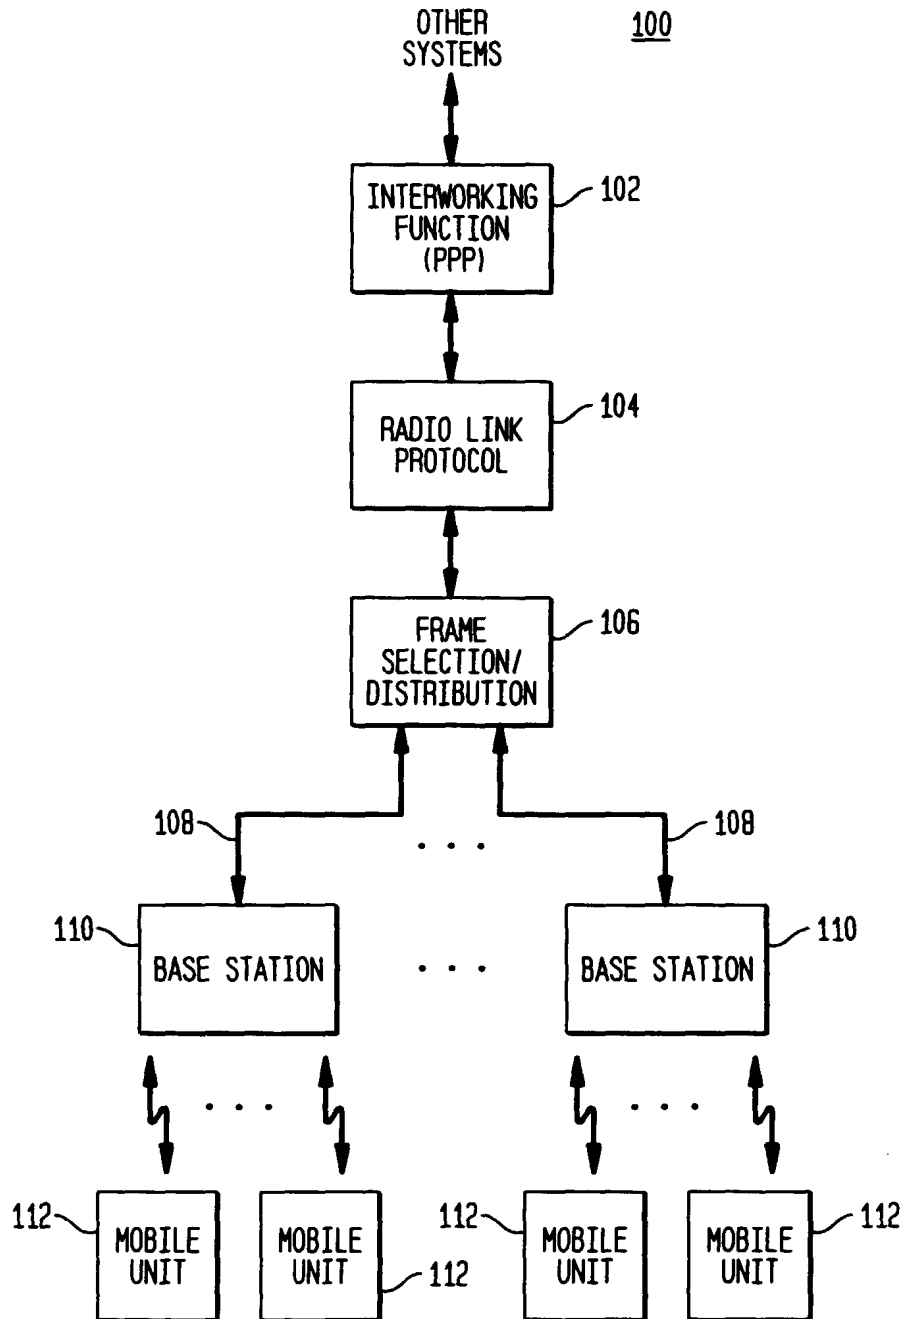 OTHER
SYSTEMS
100
INTERWORKING
FUNCTION
(PPP)
102
RADIO LINK
PROTOCOL
104
FRAME
SELECTION/
DISTRIBUTION
106
108
108
. . .
110
BASE STATION
. . .
BASE STATION
110
. . .
. . .
112
MOBILE
UNIT
MOBILE
UNIT
112
112
MOBILE
UNIT
MOBILE
UNIT
112